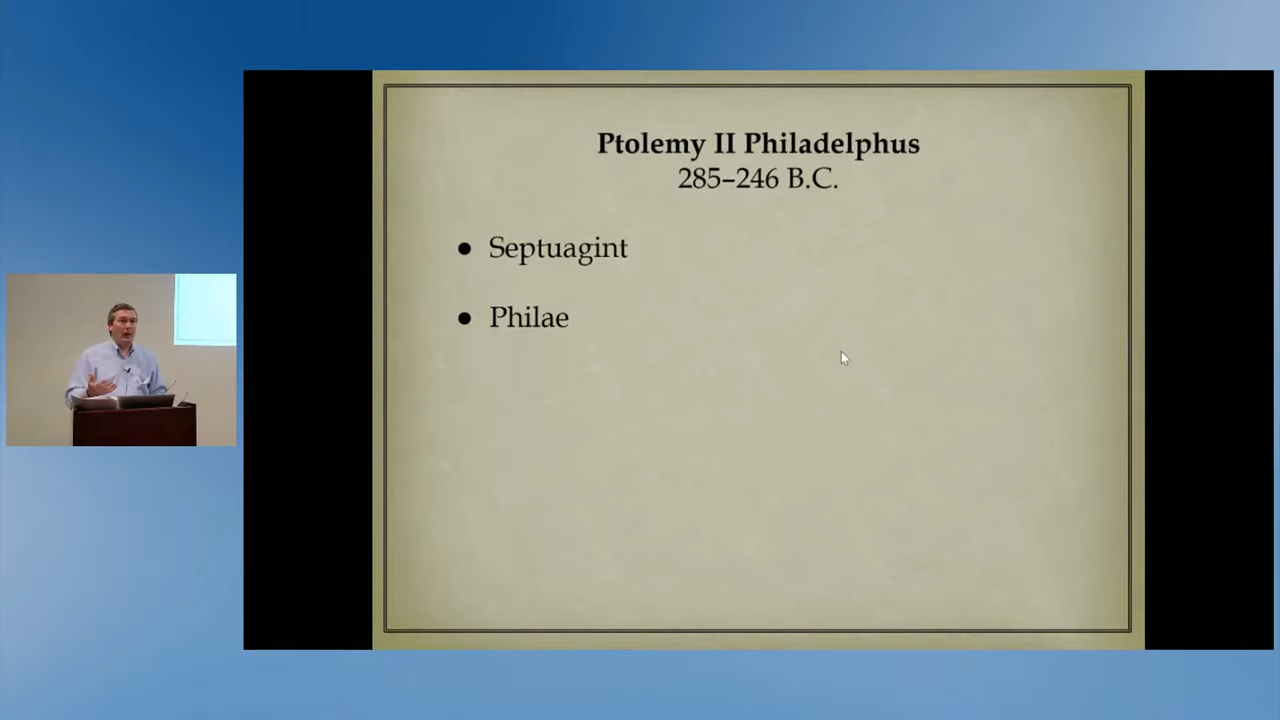 Ptolemy II Philadelphus
285–246 B.C.
● Septuagint
● Philae